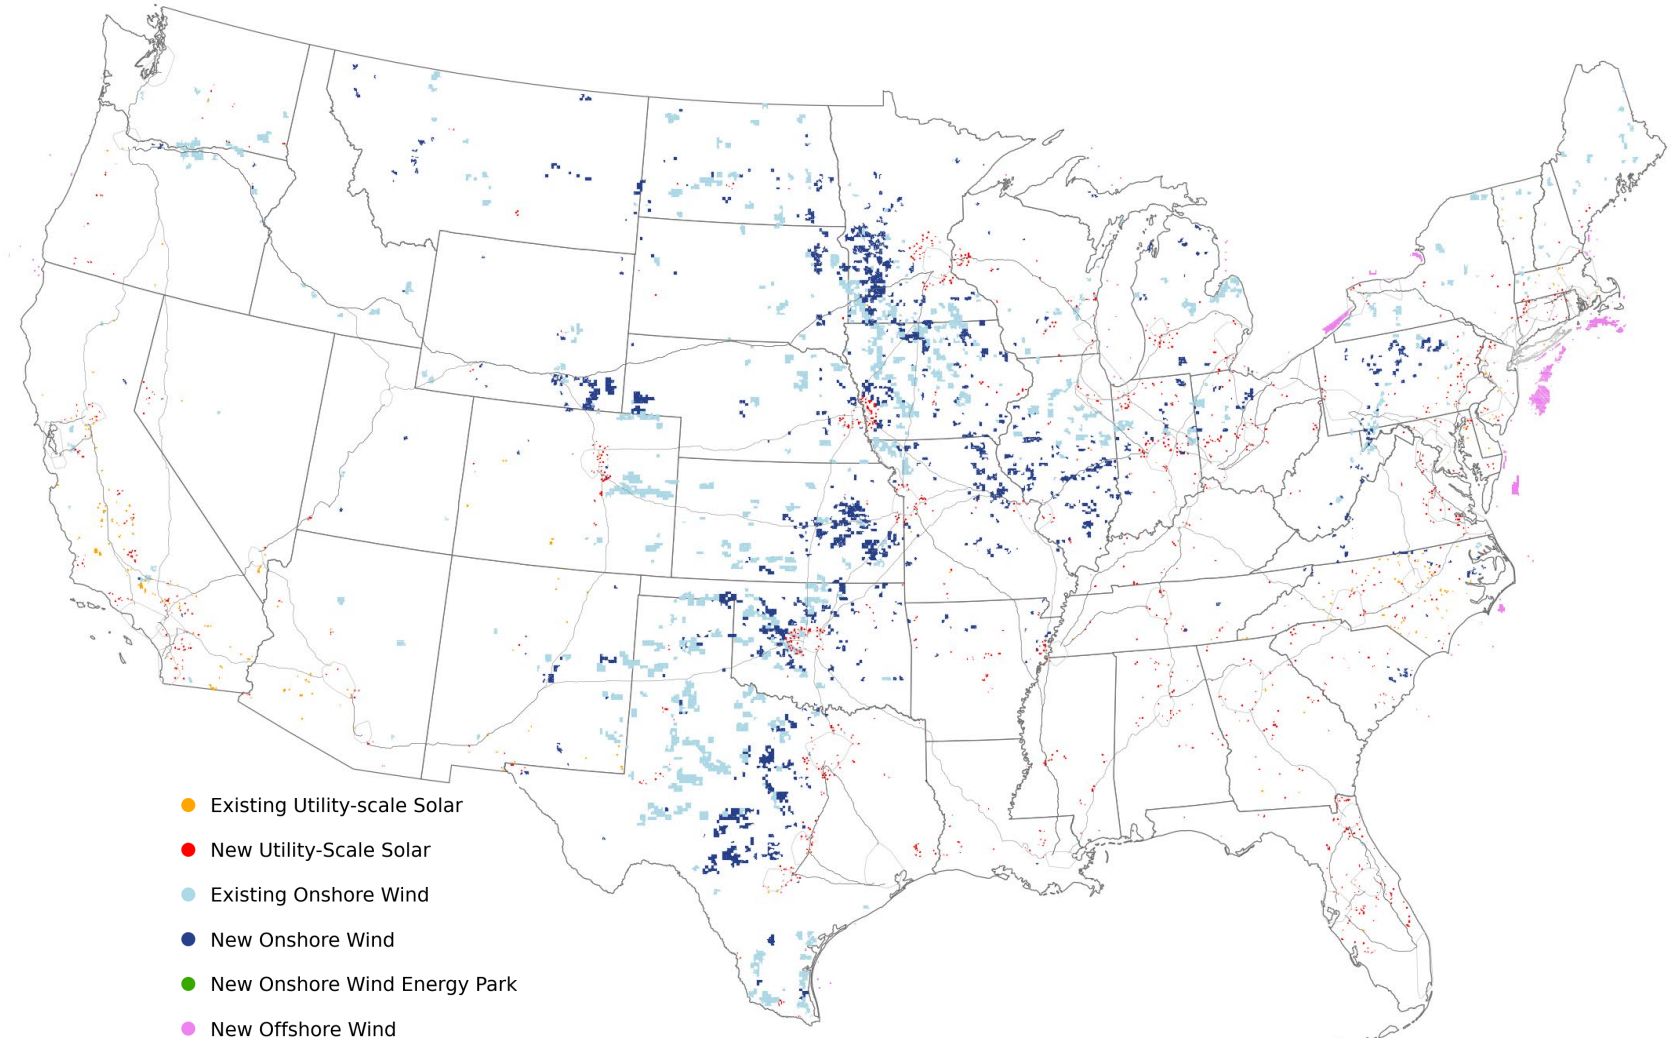 Existing Utility-scale Solar
New Utility-Scale Solar
Existing Onshore Wind
New Onshore Wind
New Onshore Wind Energy Park
New Offshore Wind